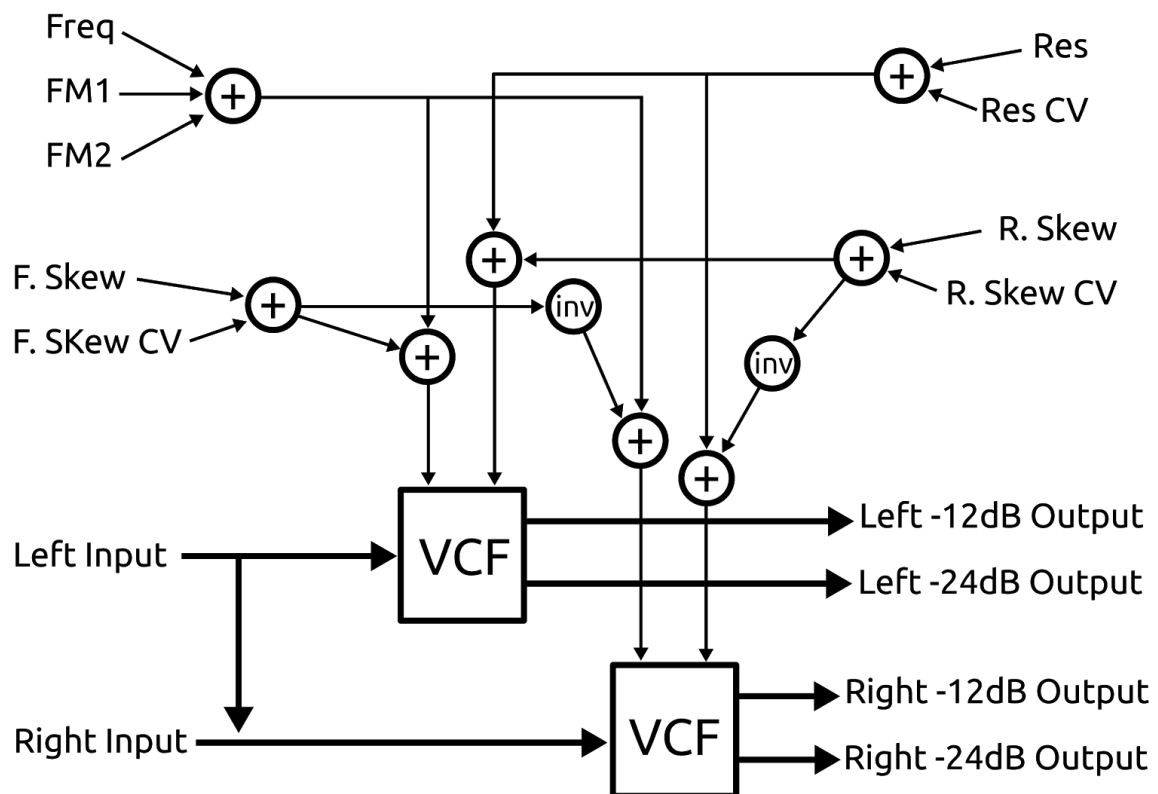 Freq
FM1
FM2
+
+
Res
Res CV
F. Skew
F. SKew CV
+
+
+
inv
+
R. Skew
R. Skew CV
inv
+
+
Left Input
VCF
Left -12dB Output
Left -24dB Output
Right Input
VCF
Right -12dB Output
Right -24dB Output